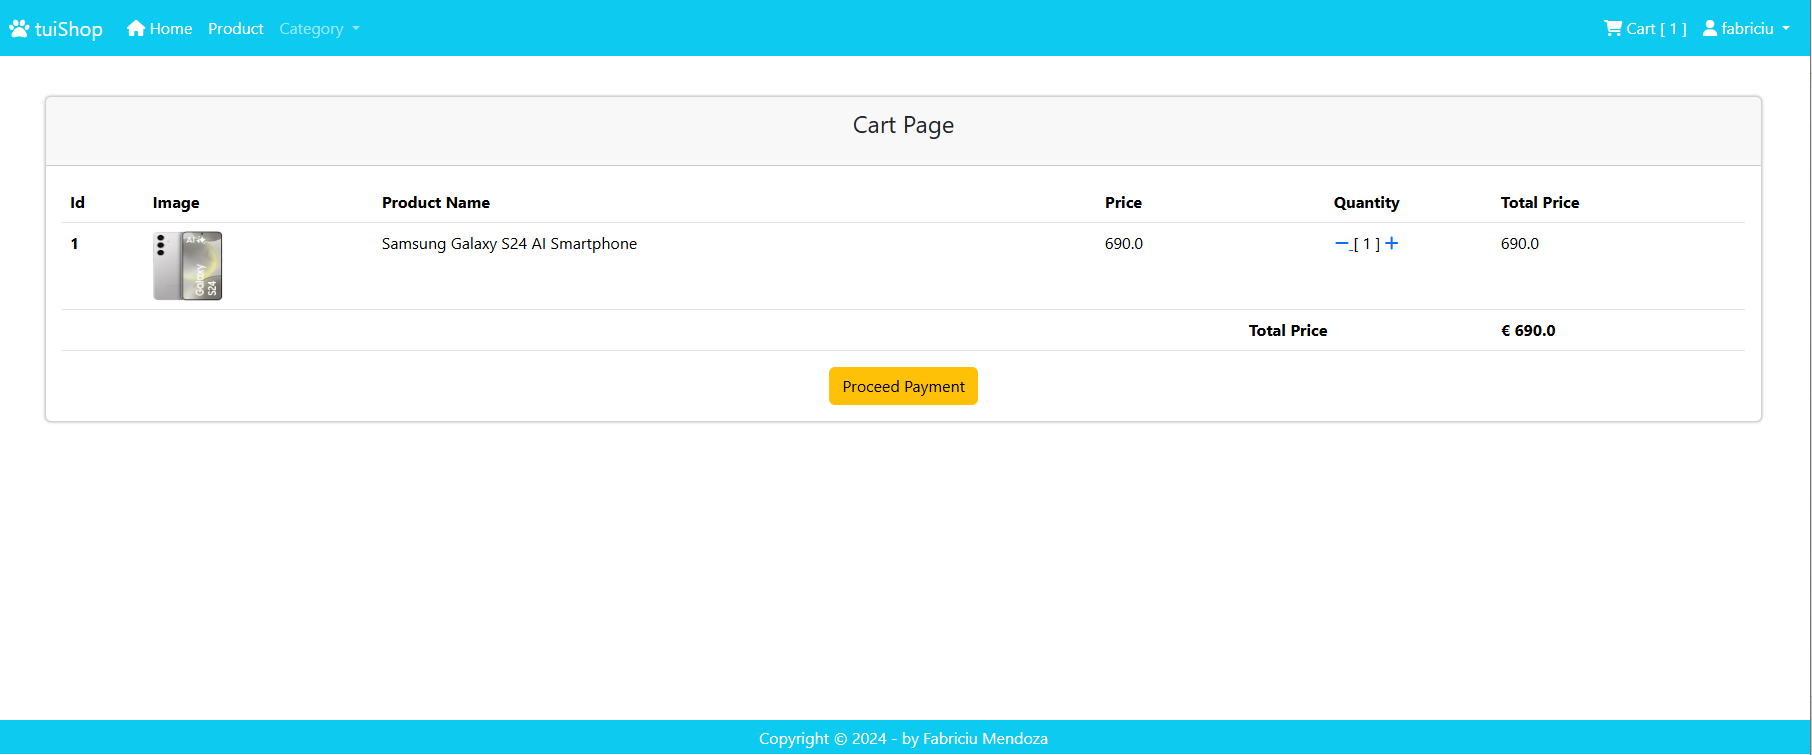 tuiShop Home Product Category Cart [ 1 ] fabriciu
Cart Page
Id Image Product Name Price Quantity Total Price
1 AI Galaxy S24 Samsung Galaxy S24 AI Smartphone 690.0 [ 1 ] 690.0
Total Price € 690.0
Proceed Payment
Copyright © 2024 - by Fabriciu Mendoza